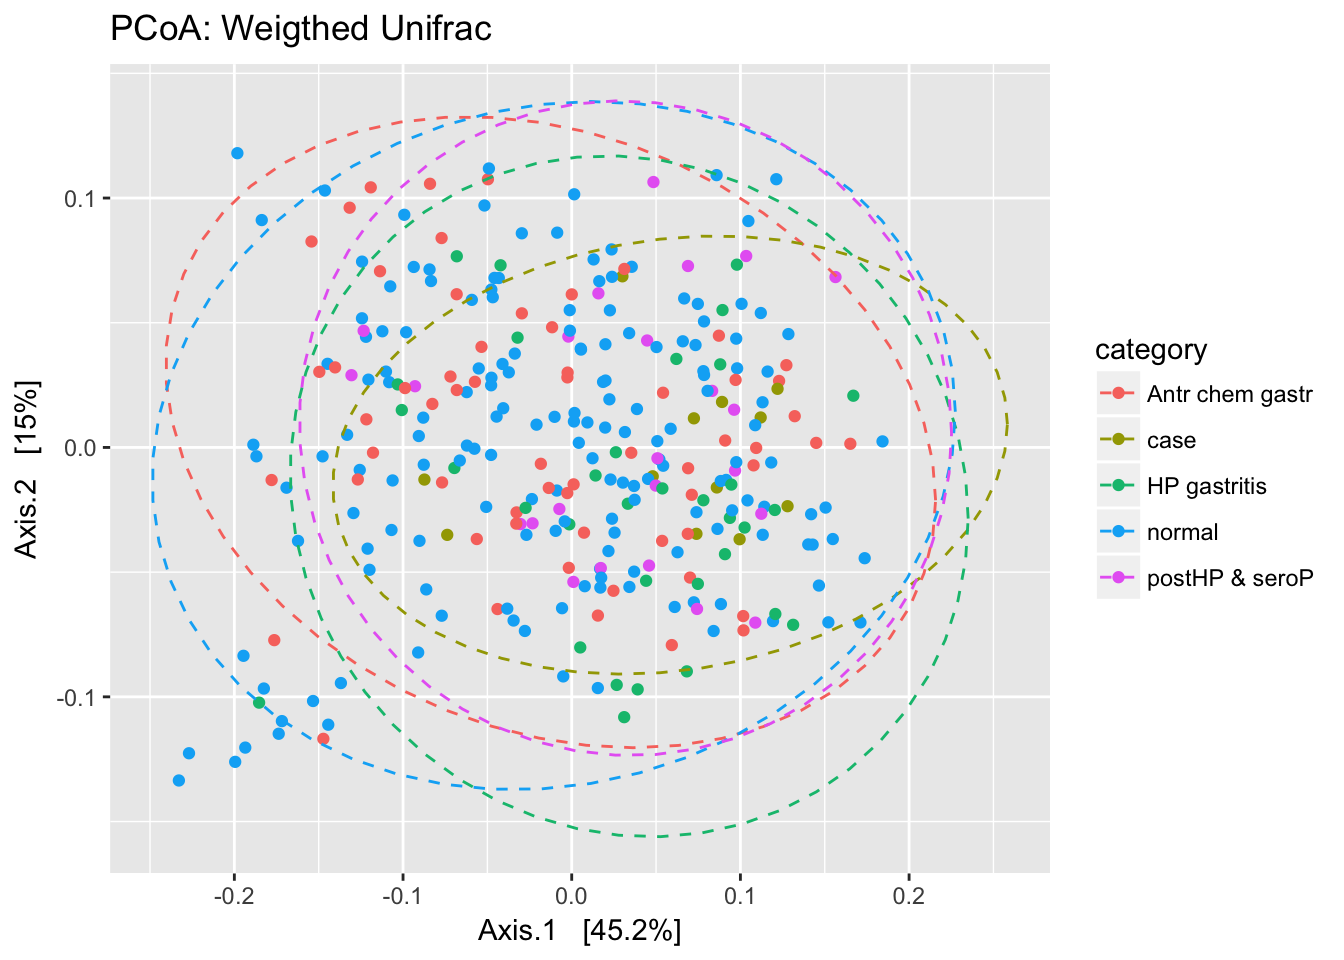 PCoA: Weigthed Unifrac
0.1
0.0
-0.1
Axis.2 [15%]
-0.2
-0.1
0.0
0.1
0.2
Axis.1 [45.2%]
category
Antr chem gastr
case
HP gastritis
normal
postHP & seroP